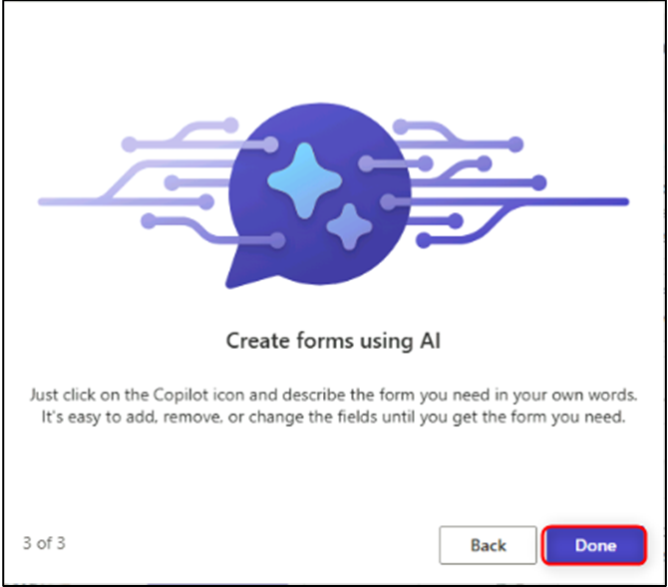 Create forms using AI
Just click on the Copilot icon and describe the form you need in your own words.
It's easy to add, remove, or change the fields until you get the form you need.
3 of 3
Back
Done